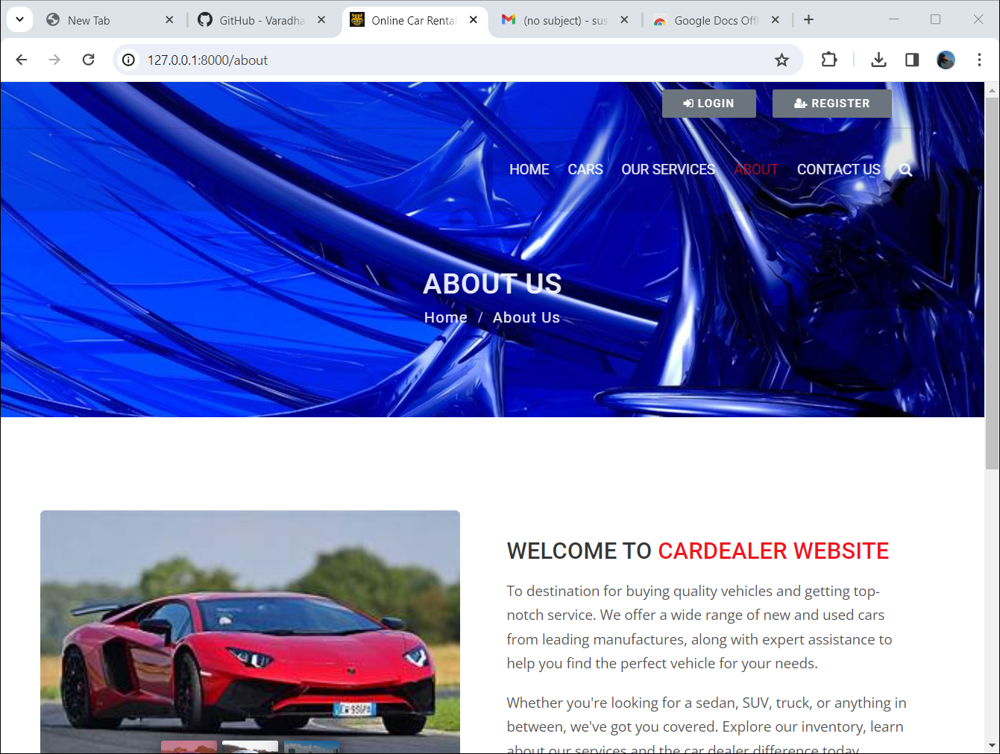 New Tab
GitHub - Varadha
Online Car Rental
(no subject) - sus
Google Docs Offl
127.0.0.1:8000/about
LOGIN
REGISTER
HOME CARS OUR SERVICES ABOUT CONTACT US
ABOUT US
Home / About Us
WELCOME TO CARDEALER WEBSITE
To destination for buying quality vehicles and getting top-
notch service. We offer a wide range of new and used cars
from leading manufactures, along with expert assistance to
help you find the perfect vehicle for your needs.
Whether you're looking for a sedan, SUV, truck, or anything in
between, we've got you covered. Explore our inventory, learn
about our services and the car dealer difference today.